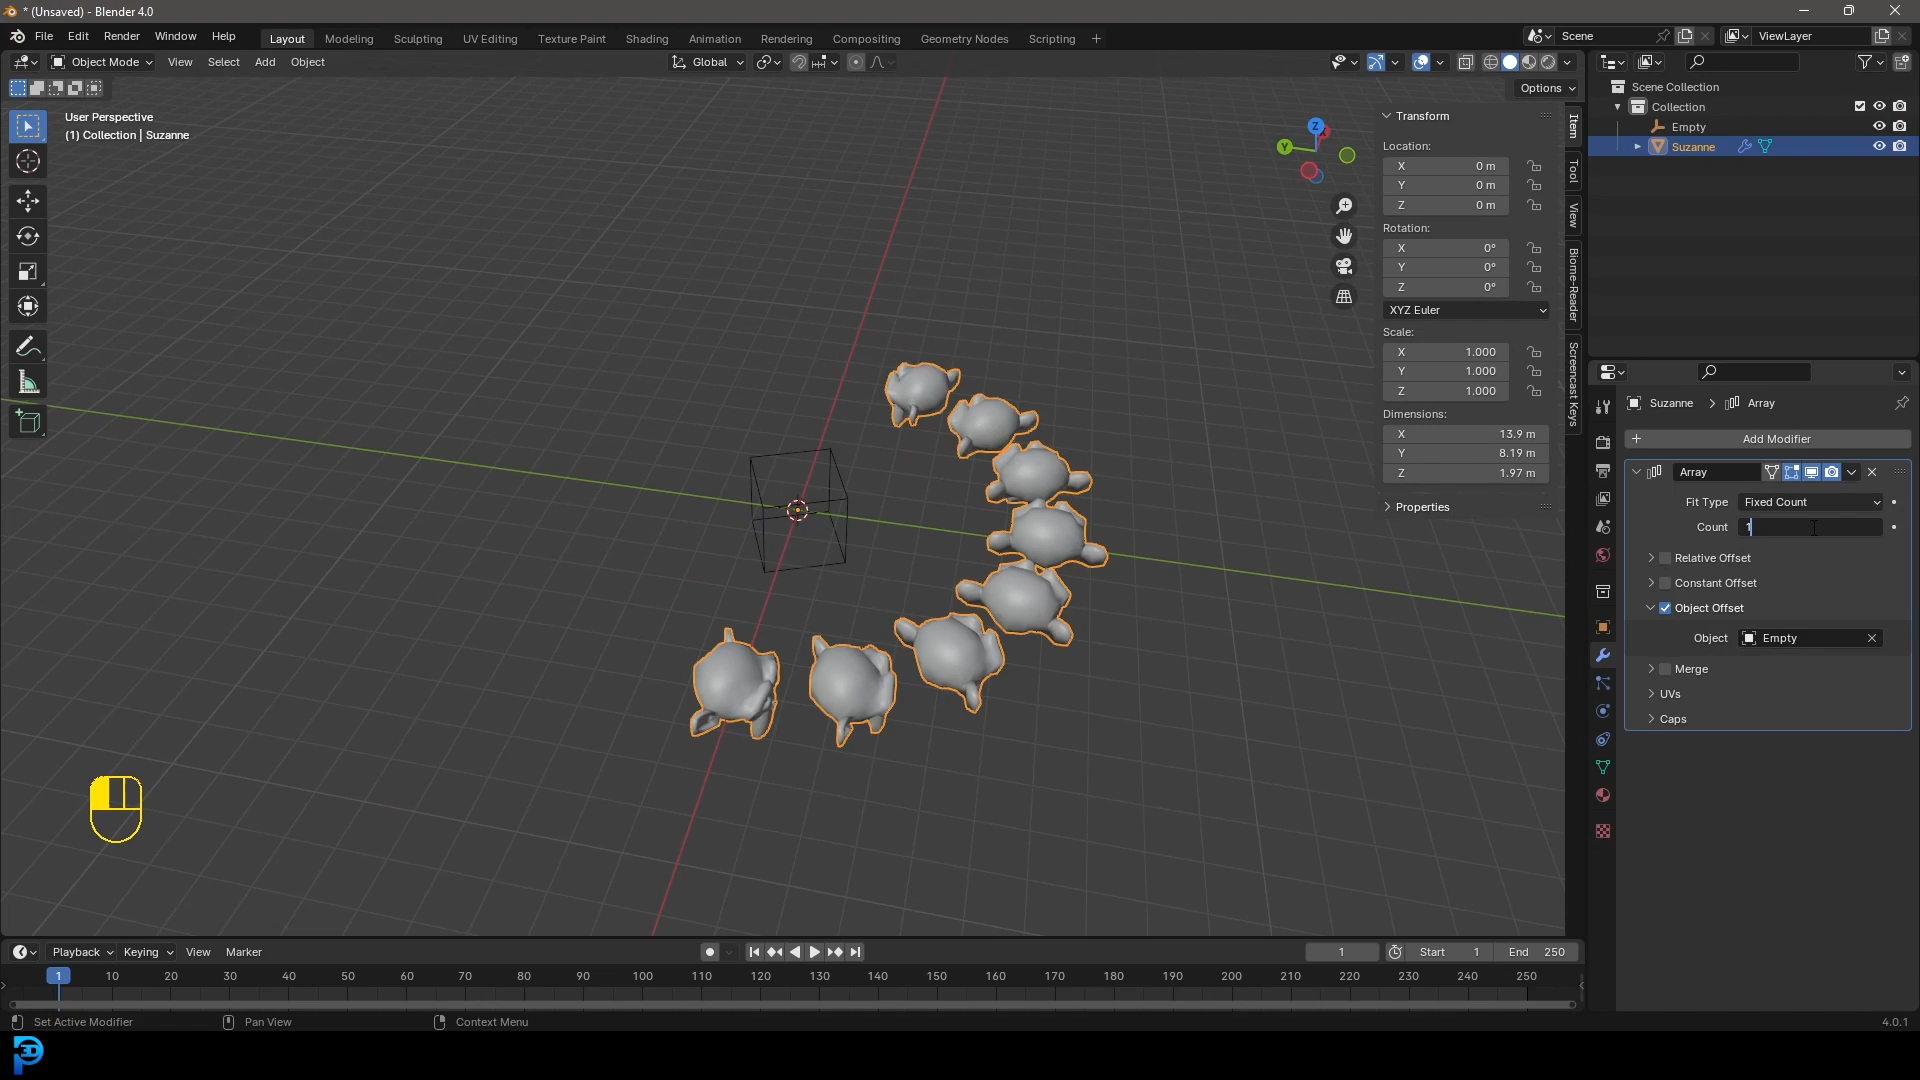 * (Unsaved) - Blender 4.0
File Edit Render Window Help Layout Modeling Sculpting UV Editing Texture Paint Shading Animation Rendering Compositing Geometry Nodes Scripting + Scene ViewLayer
Object Mode View Select Add Object Global
Options
User Perspective
(1) Collection | Suzanne
Z
X
Y
Transform
Location:
X 0 m
Y 0 m
Z 0 m
Rotation:
X 0°
Y 0°
Z 0°
XYZ Euler
Scale:
X 1.000
Y 1.000
Z 1.000
Dimensions:
X 13.9 m
Y 8.19 m
Z 1.97 m
Properties
Item
Tool
View
Biome-Reader
Screencast Keys
Scene Collection
Collection
Empty
Suzanne
Suzanne > Array
+ Add Modifier
Array
Fit Type Fixed Count
Count 1
Relative Offset
Constant Offset
Object Offset
Object Empty
Merge
UVs
Caps
Playback Keying View Marker 1 Start 1 End 250
1 10 20 30 40 50 60 70 80 90 100 110 120 130 140 150 160 170 180 190 200 210 220 230 240 250
Set Active Modifier Pan View Context Menu 4.0.1
3D